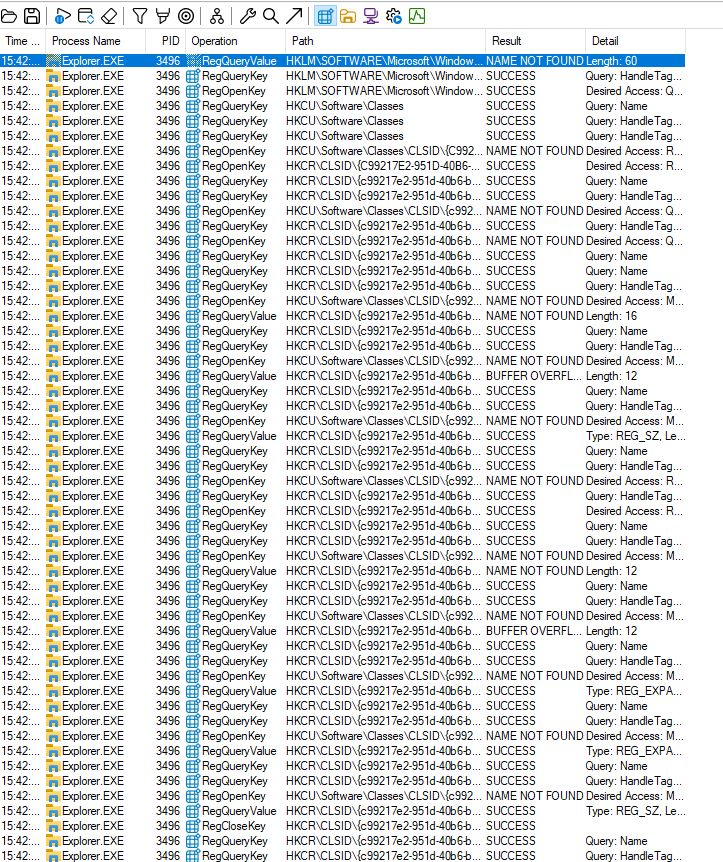 Time ... Process Name PID Operation Path Result Detail
15:42:... Explorer.EXE 3496 RegQueryValue HKLM\SOFTWARE\Microsoft\Window... NAME NOT FOUND Length: 60
15:42:... Explorer.EXE 3496 RegQueryKey HKLM\SOFTWARE\Microsoft\Window... SUCCESS Query: HandleTag...
15:42:... Explorer.EXE 3496 RegOpenKey HKLM\SOFTWARE\Microsoft\Window... SUCCESS Desired Access: Q...
15:42:... Explorer.EXE 3496 RegQueryKey HKCU\Software\Classes SUCCESS Query: Name
15:42:... Explorer.EXE 3496 RegQueryKey HKCU\Software\Classes SUCCESS Query: HandleTag...
15:42:... Explorer.EXE 3496 RegQueryKey HKCU\Software\Classes SUCCESS Query: HandleTag...
15:42:... Explorer.EXE 3496 RegOpenKey HKCU\Software\Classes\CLSID\{C992... NAME NOT FOUND Desired Access: R...
15:42:... Explorer.EXE 3496 RegOpenKey HKCR\CLSID\{C99217E2-951D-40B6-... SUCCESS Desired Access: R...
15:42:... Explorer.EXE 3496 RegQueryKey HKCR\CLSID\{c99217e2-951d-40b6-b... SUCCESS Query: Name
15:42:... Explorer.EXE 3496 RegQueryKey HKCR\CLSID\{c99217e2-951d-40b6-b... SUCCESS Query: HandleTag...
15:42:... Explorer.EXE 3496 RegOpenKey HKCU\Software\Classes\CLSID\{c992... NAME NOT FOUND Desired Access: Q...
15:42:... Explorer.EXE 3496 RegQueryKey HKCR\CLSID\{c99217e2-951d-40b6-b... SUCCESS Query: HandleTag...
15:42:... Explorer.EXE 3496 RegOpenKey HKCR\CLSID\{c99217e2-951d-40b6-b... NAME NOT FOUND Desired Access: Q...
15:42:... Explorer.EXE 3496 RegQueryKey HKCR\CLSID\{c99217e2-951d-40b6-b... SUCCESS Query: Name
15:42:... Explorer.EXE 3496 RegQueryKey HKCR\CLSID\{c99217e2-951d-40b6-b... SUCCESS Query: Name
15:42:... Explorer.EXE 3496 RegQueryKey HKCR\CLSID\{c99217e2-951d-40b6-b... SUCCESS Query: HandleTag...
15:42:... Explorer.EXE 3496 RegOpenKey HKCU\Software\Classes\CLSID\{c992... NAME NOT FOUND Desired Access: M...
15:42:... Explorer.EXE 3496 RegQueryValue HKCR\CLSID\{c99217e2-951d-40b6-b... NAME NOT FOUND Length: 16
15:42:... Explorer.EXE 3496 RegQueryKey HKCR\CLSID\{c99217e2-951d-40b6-b... SUCCESS Query: Name
15:42:... Explorer.EXE 3496 RegQueryKey HKCR\CLSID\{c99217e2-951d-40b6-b... SUCCESS Query: HandleTag...
15:42:... Explorer.EXE 3496 RegOpenKey HKCU\Software\Classes\CLSID\{c992... NAME NOT FOUND Desired Access: M...
15:42:... Explorer.EXE 3496 RegQueryValue HKCR\CLSID\{c99217e2-951d-40b6-b... BUFFER OVERFL... Length: 12
15:42:... Explorer.EXE 3496 RegQueryKey HKCR\CLSID\{c99217e2-951d-40b6-b... SUCCESS Query: Name
15:42:... Explorer.EXE 3496 RegQueryKey HKCR\CLSID\{c99217e2-951d-40b6-b... SUCCESS Query: HandleTag...
15:42:... Explorer.EXE 3496 RegOpenKey HKCU\Software\Classes\CLSID\{c992... NAME NOT FOUND Desired Access: M...
15:42:... Explorer.EXE 3496 RegQueryValue HKCR\CLSID\{c99217e2-951d-40b6-b... SUCCESS Type: REG_SZ, Le...
15:42:... Explorer.EXE 3496 RegQueryKey HKCR\CLSID\{c99217e2-951d-40b6-b... SUCCESS Query: Name
15:42:... Explorer.EXE 3496 RegQueryKey HKCR\CLSID\{c99217e2-951d-40b6-b... SUCCESS Query: HandleTag...
15:42:... Explorer.EXE 3496 RegOpenKey HKCU\Software\Classes\CLSID\{c992... NAME NOT FOUND Desired Access: R...
15:42:... Explorer.EXE 3496 RegQueryKey HKCR\CLSID\{c99217e2-951d-40b6-b... SUCCESS Query: HandleTag...
15:42:... Explorer.EXE 3496 RegOpenKey HKCR\CLSID\{c99217e2-951d-40b6-b... SUCCESS Desired Access: R...
15:42:... Explorer.EXE 3496 RegQueryKey HKCR\CLSID\{c99217e2-951d-40b6-b... SUCCESS Query: Name
15:42:... Explorer.EXE 3496 RegQueryKey HKCR\CLSID\{c99217e2-951d-40b6-b... SUCCESS Query: HandleTag...
15:42:... Explorer.EXE 3496 RegOpenKey HKCU\Software\Classes\CLSID\{c992... NAME NOT FOUND Desired Access: M...
15:42:... Explorer.EXE 3496 RegQueryValue HKCR\CLSID\{c99217e2-951d-40b6-b... NAME NOT FOUND Length: 12
15:42:... Explorer.EXE 3496 RegQueryKey HKCR\CLSID\{c99217e2-951d-40b6-b... SUCCESS Query: Name
15:42:... Explorer.EXE 3496 RegQueryKey HKCR\CLSID\{c99217e2-951d-40b6-b... SUCCESS Query: HandleTag...
15:42:... Explorer.EXE 3496 RegOpenKey HKCU\Software\Classes\CLSID\{c992... NAME NOT FOUND Desired Access: M...
15:42:... Explorer.EXE 3496 RegQueryValue HKCR\CLSID\{c99217e2-951d-40b6-b... BUFFER OVERFL... Length: 12
15:42:... Explorer.EXE 3496 RegQueryKey HKCR\CLSID\{c99217e2-951d-40b6-b... SUCCESS Query: Name
15:42:... Explorer.EXE 3496 RegQueryKey HKCR\CLSID\{c99217e2-951d-40b6-b... SUCCESS Query: HandleTag...
15:42:... Explorer.EXE 3496 RegOpenKey HKCU\Software\Classes\CLSID\{c992... NAME NOT FOUND Desired Access: M...
15:42:... Explorer.EXE 3496 RegQueryValue HKCR\CLSID\{c99217e2-951d-40b6-b... SUCCESS Type: REG_EXPA...
15:42:... Explorer.EXE 3496 RegQueryKey HKCR\CLSID\{c99217e2-951d-40b6-b... SUCCESS Query: Name
15:42:... Explorer.EXE 3496 RegQueryKey HKCR\CLSID\{c99217e2-951d-40b6-b... SUCCESS Query: HandleTag...
15:42:... Explorer.EXE 3496 RegOpenKey HKCU\Software\Classes\CLSID\{c992... NAME NOT FOUND Desired Access: M...
15:42:... Explorer.EXE 3496 RegQueryValue HKCR\CLSID\{c99217e2-951d-40b6-b... SUCCESS Type: REG_EXPA...
15:42:... Explorer.EXE 3496 RegQueryKey HKCR\CLSID\{c99217e2-951d-40b6-b... SUCCESS Query: Name
15:42:... Explorer.EXE 3496 RegQueryKey HKCR\CLSID\{c99217e2-951d-40b6-b... SUCCESS Query: HandleTag...
15:42:... Explorer.EXE 3496 RegOpenKey HKCU\Software\Classes\CLSID\{c992... NAME NOT FOUND Desired Access: M...
15:42:... Explorer.EXE 3496 RegQueryValue HKCR\CLSID\{c99217e2-951d-40b6-b... SUCCESS Type: REG_SZ, Le...
15:42:... Explorer.EXE 3496 RegCloseKey HKCR\CLSID\{c99217e2-951d-40b6-b... SUCCESS
15:42:... Explorer.EXE 3496 RegQueryKey HKCR\CLSID\{c99217e2-951d-40b6-b... SUCCESS Query: Name
15:42:... Explorer.EXE 3496 RegQueryKey HKCR\CLSID\{c99217e2-951d-40b6-b... SUCCESS Query: HandleTag...